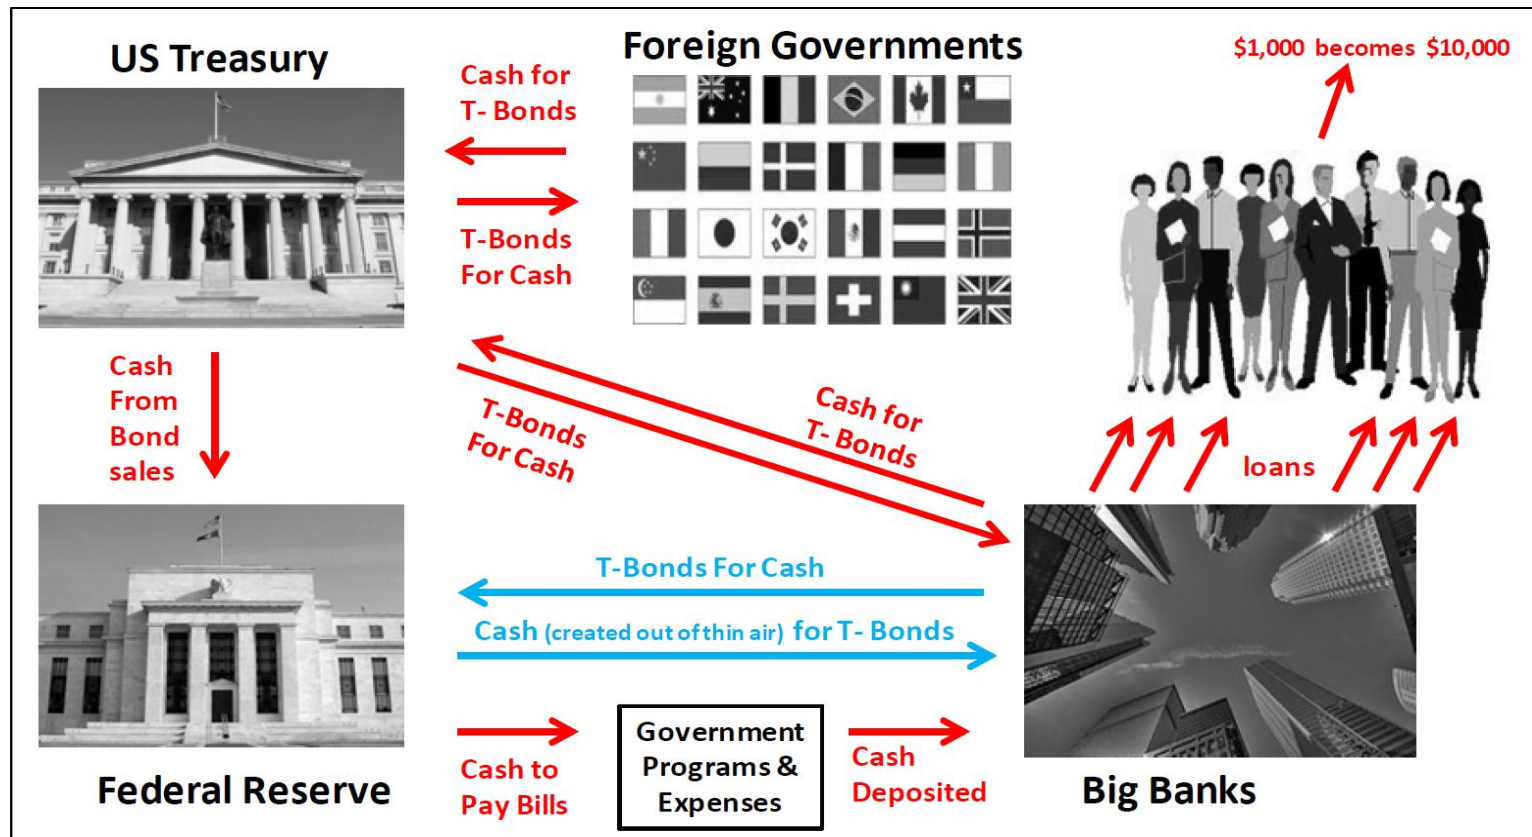 US Treasury
Foreign Governments
$1,000 becomes $10,000
Cash for
T- Bonds
T-Bonds
For Cash
Cash
From
Bond
sales
Cash for
T- Bonds
T-Bonds
For Cash
loans
T-Bonds For Cash
Cash (created out of thin air) for T- Bonds
Federal Reserve
Cash to
Pay Bills
Government
Programs &
Expenses
Cash
Deposited
Big Banks